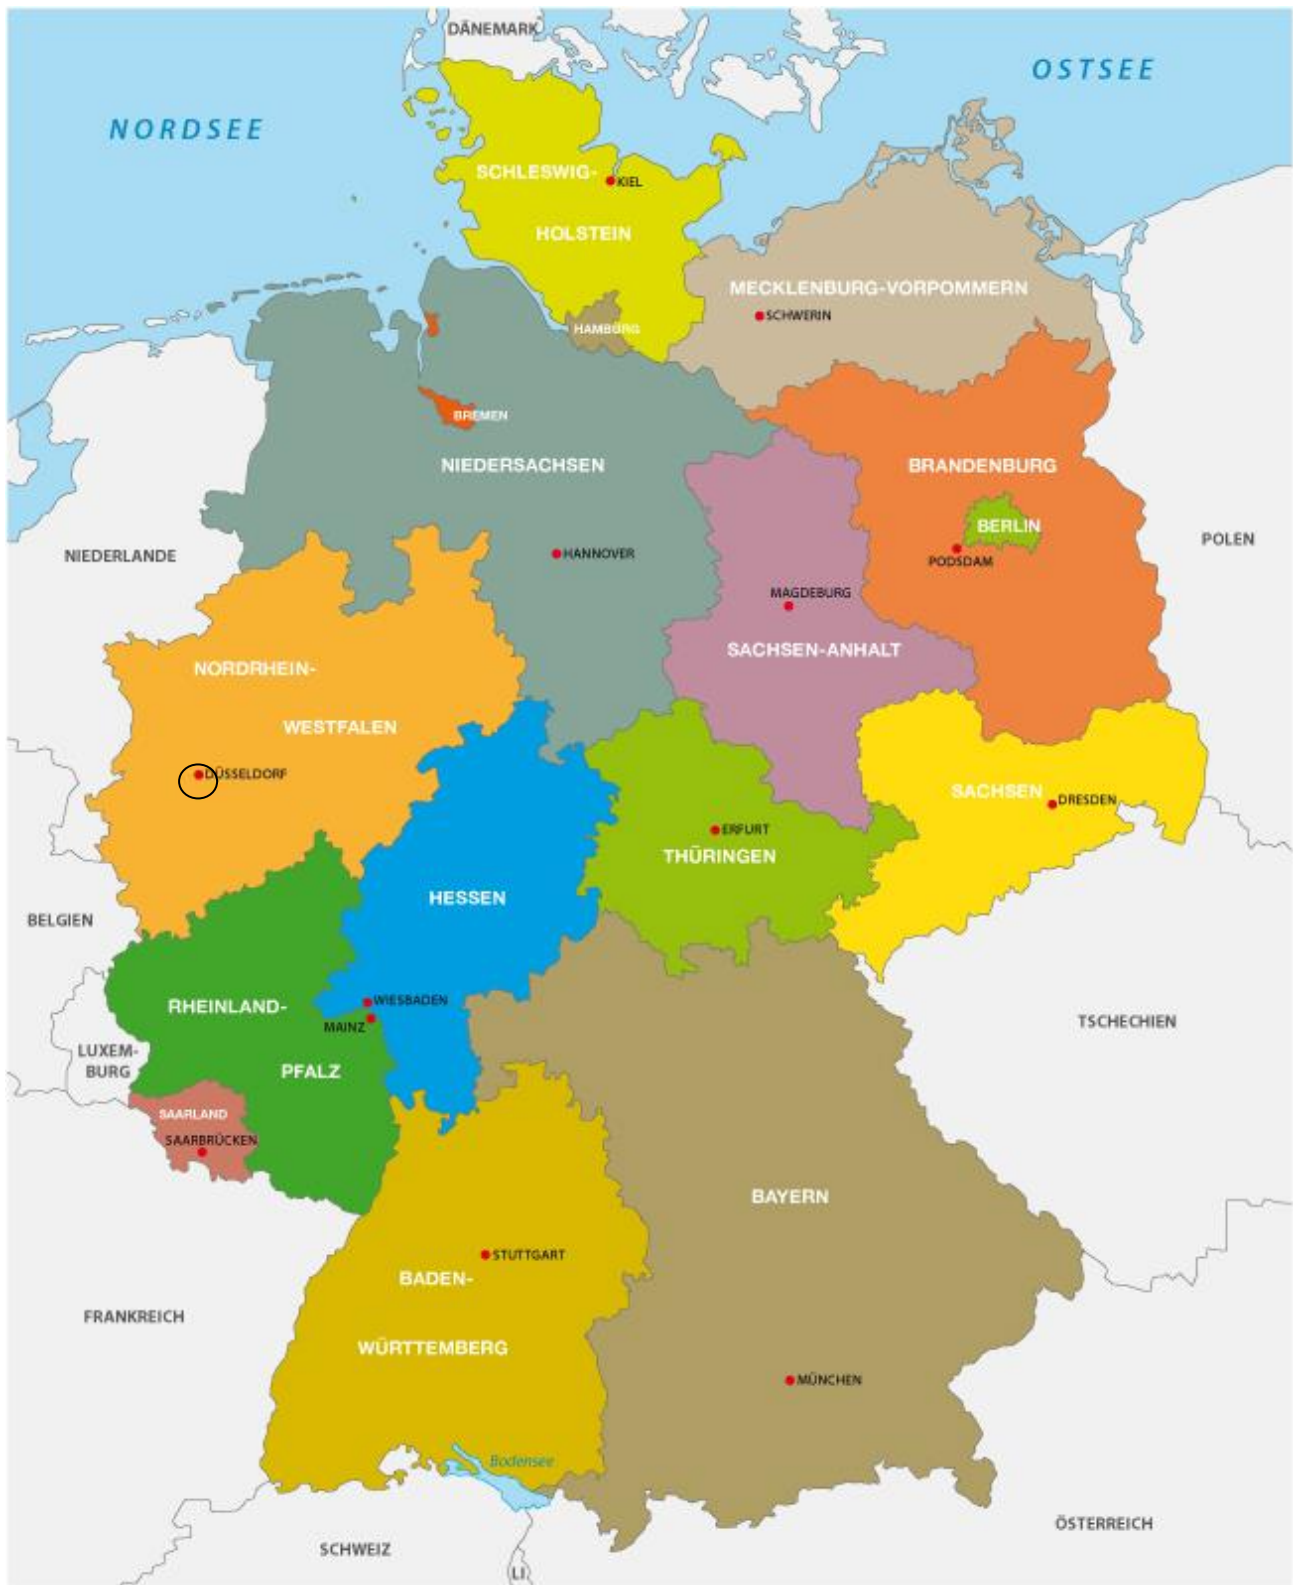 DÄNEMARK
OSTSEE
NORDSEE
SCHLESWIG-
KIEL
HOLSTEIN
MECKLENBURG-VORPOMMERN
SCHWERIN
HAMBURG
BREMEN
NIEDERSACHSEN
BRANDENBURG
BERLIN
POLEN
NIEDERLANDE
HANNOVER
PODSDAM
MAGDEBURG
SACHSEN-ANHALT
NORDRHEIN-
WESTFALEN
DÜSSELDORF
SACHSEN
DRESDEN
ERFURT
THÜRINGEN
HESSEN
BELGIEN
WIESBADEN
RHEINLAND-
MAINZ
TSCHECHIEN
LUXEM-
BURG
PFALZ
SAARLAND
SAARBRÜCKEN
BAYERN
STUTTGART
BADEN-
FRANKREICH
WÜRTTEMBERG
MÜNCHEN
Bodensee
ÖSTERREICH
SCHWEIZ
LI